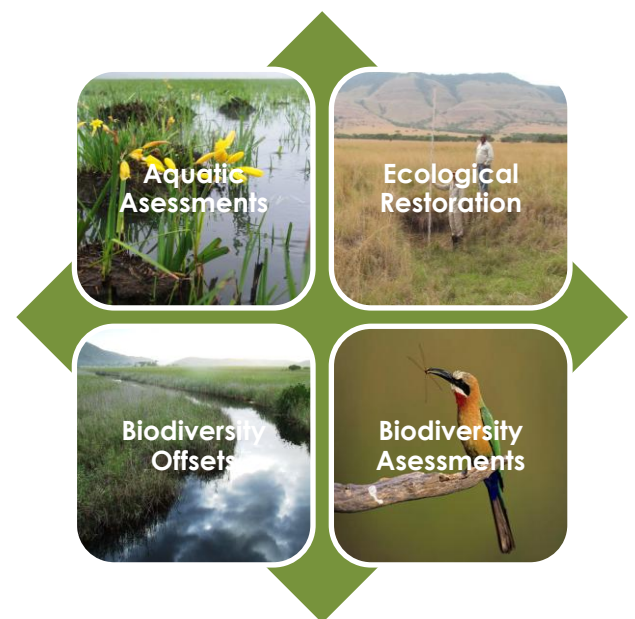 Aquatic
Asessments
Ecological
Restoration
Biodiversity
Offsets
Biodiversity
Asessments